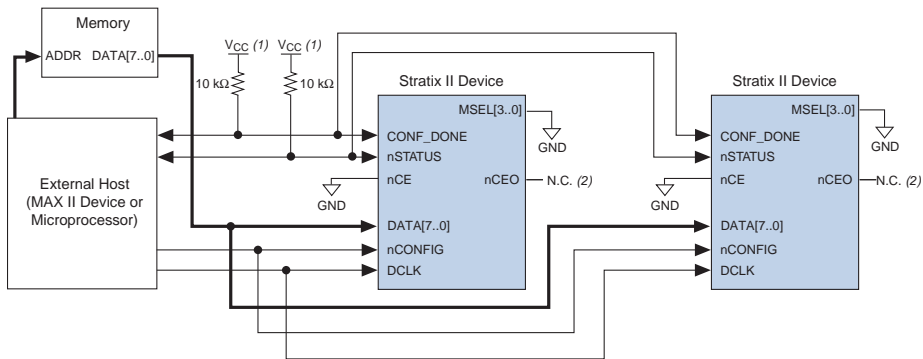 Memory
ADDR DATA[7..0]
VCC (1) VCC (1)
10 kΩ 10 kΩ
External Host
(MAX II Device or
Microprocessor)
Stratix II Device
MSEL[3..0]
CONF_DONE
nSTATUS
nCE nCEO N.C. (2)
GND
GND
DATA[7..0]
nCONFIG
DCLK
Stratix II Device
MSEL[3..0]
CONF_DONE
nSTATUS
nCE nCEO N.C. (2)
GND
GND
DATA[7..0]
nCONFIG
DCLK